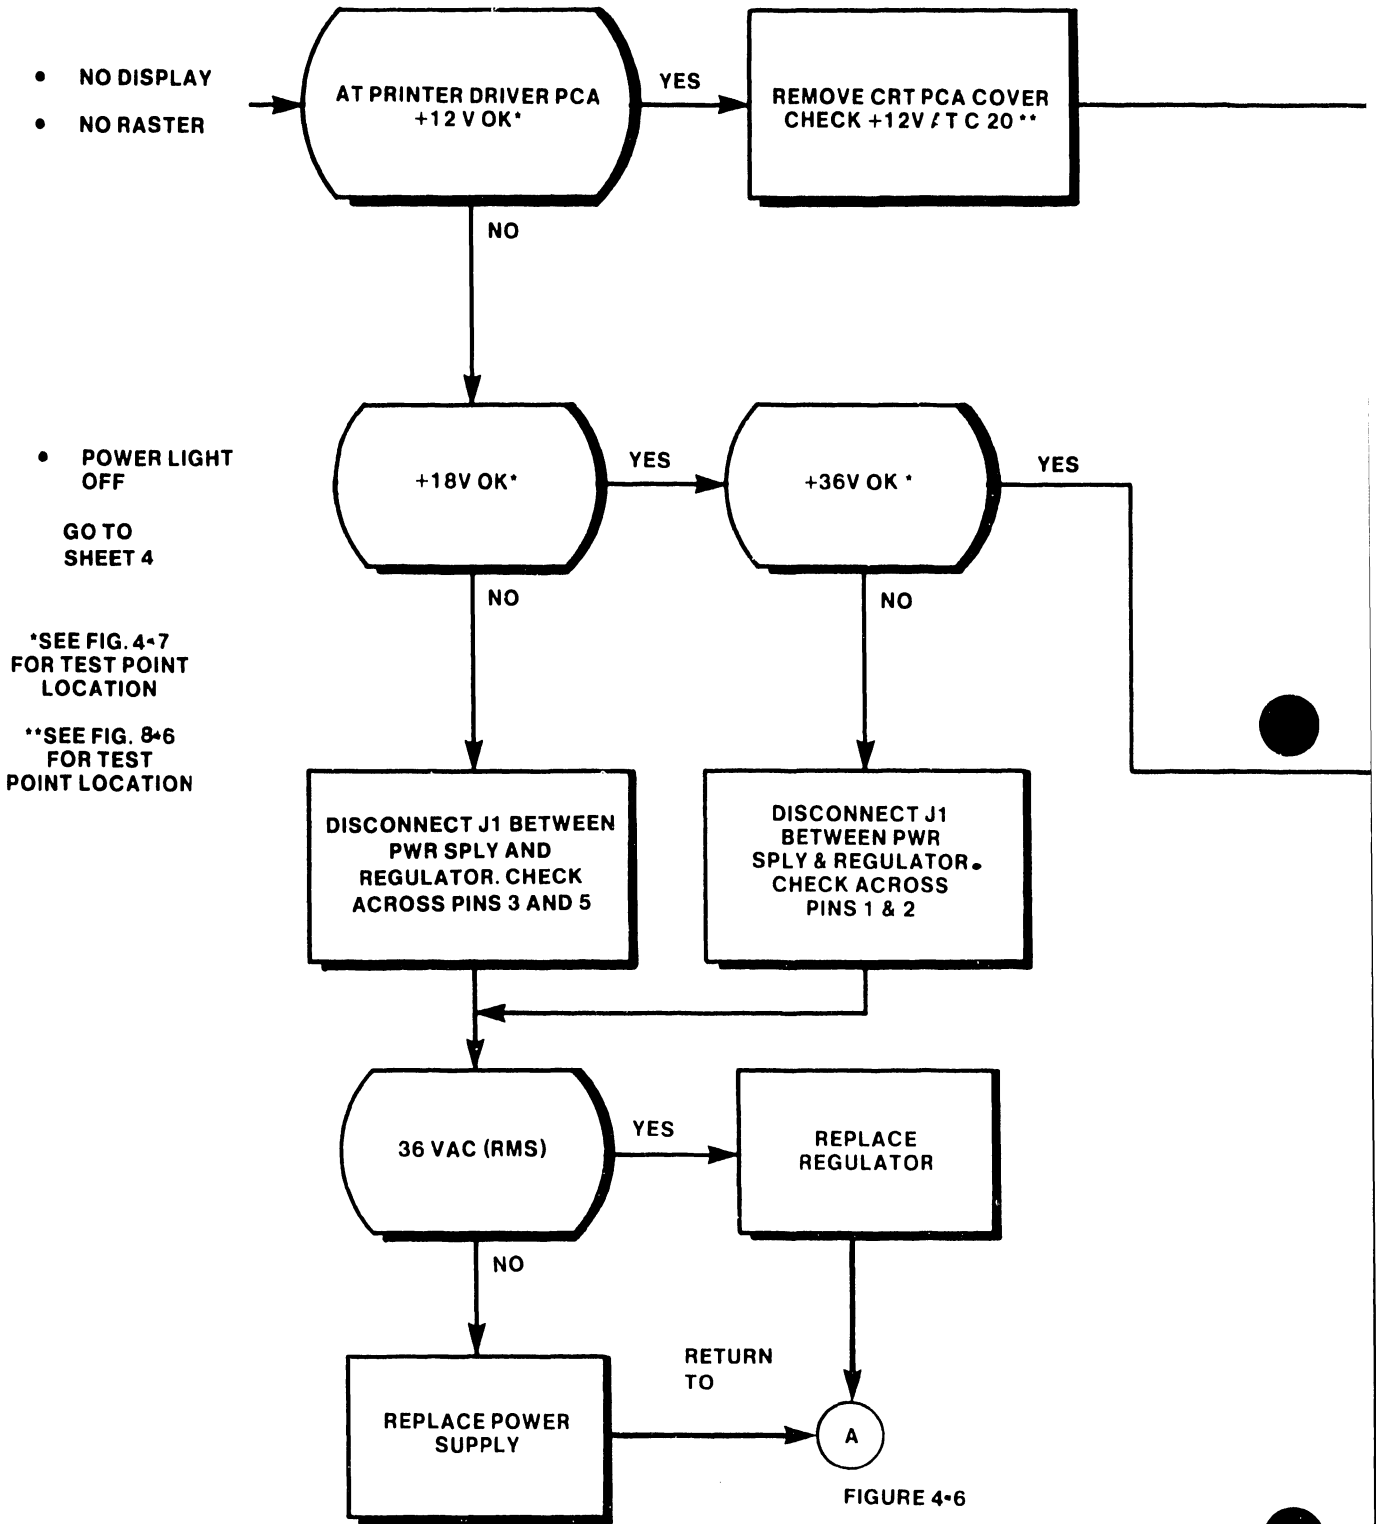 • NO DISPLAY
• NO RASTER
AT PRINTER DRIVER PCA
+12 V OK*
YES
REMOVE CRT PCA COVER
CHECK +12V AT C 20 **
NO
• POWER LIGHT
OFF
GO TO
SHEET 4
+18V OK*
YES
+36V OK *
YES
NO
NO
*SEE FIG. 4-7
FOR TEST POINT
LOCATION
**SEE FIG. 8-6
FOR TEST
POINT LOCATION
DISCONNECT J1 BETWEEN
PWR SPLY AND
REGULATOR. CHECK
ACROSS PINS 3 AND 5
DISCONNECT J1
BETWEEN PWR
SPLY & REGULATOR.
CHECK ACROSS
PINS 1 & 2
36 VAC (RMS)
YES
REPLACE
REGULATOR
NO
RETURN
TO
REPLACE POWER
SUPPLY
A
FIGURE 4-6